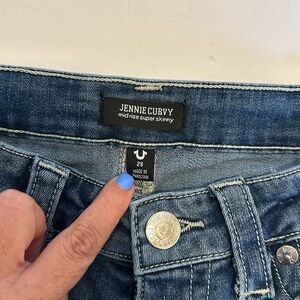 JENNIE CURVY
mid rise super skinny
28
MADE IN